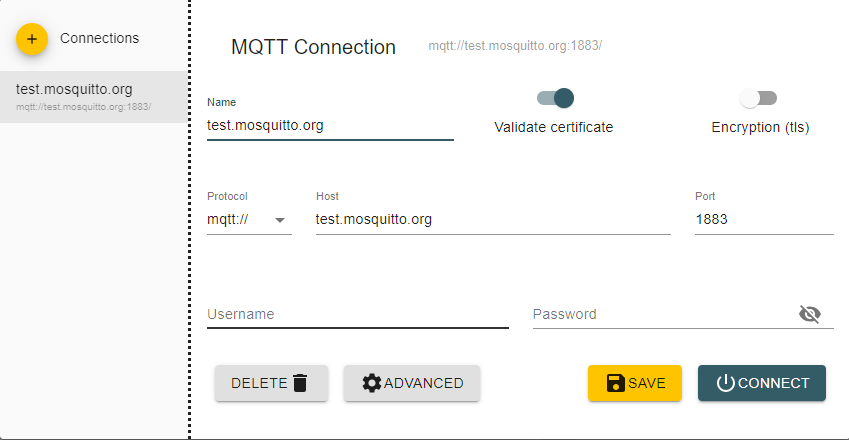 + Connections
test.mosquitto.org
mqtt://test.mosquitto.org:1883/
MQTT Connection mqtt://test.mosquitto.org:1883/
Name
test.mosquitto.org
Validate certificate
Encryption (tls)
Protocol Host Port
mqtt:// test.mosquitto.org 1883
Username Password
DELETE ADVANCED SAVE CONNECT